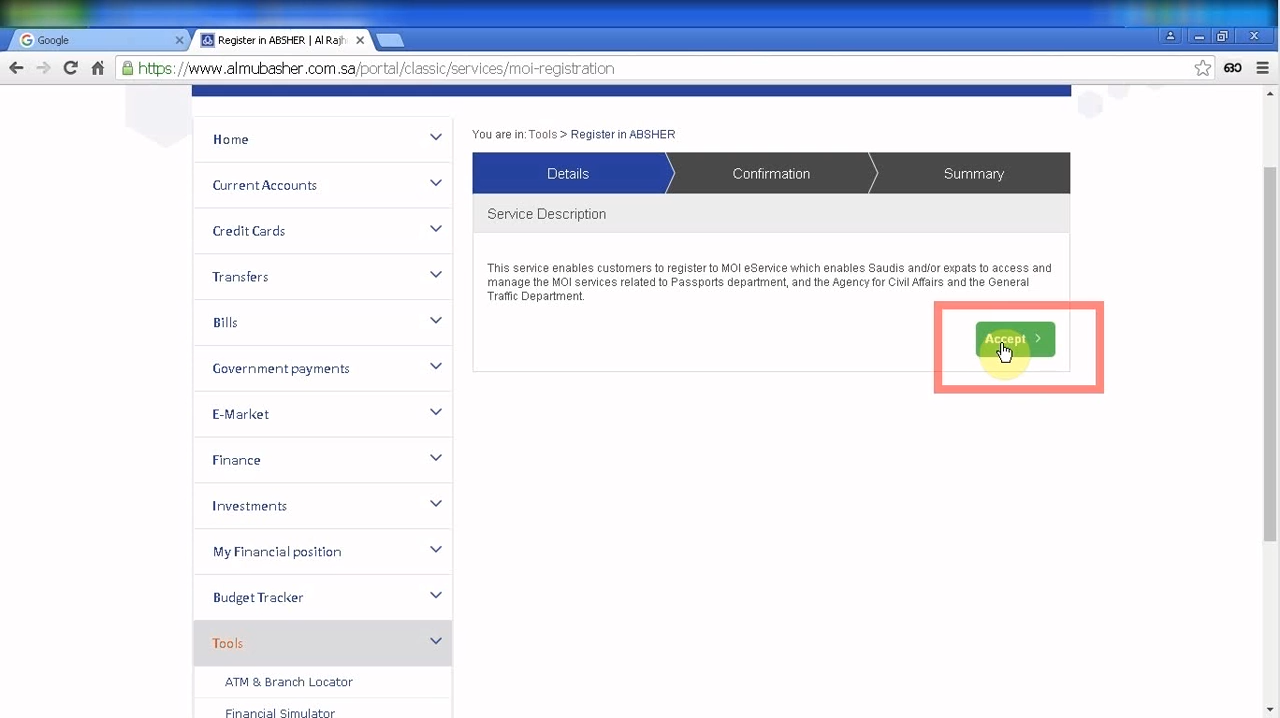 Google
Register in ABSHER | Al Rajh
https://www.almubasher.com.sa/portal/classic/services/moi-registration
630
Home
Current Accounts
Credit Cards
Transfers
Bills
Government payments
E-Market
Finance
Investments
My Financial position
Budget Tracker
Tools
ATM & Branch Locator
Financial Simulator
You are in: Tools > Register in ABSHER
Details
Confirmation
Summary
Service Description
This service enables customers to register to MOI eService which enables Saudis and/or expats to access and
manage the MOI services related to Passports department, and the Agency for Civil Affairs and the General
Traffic Department.
Accept >